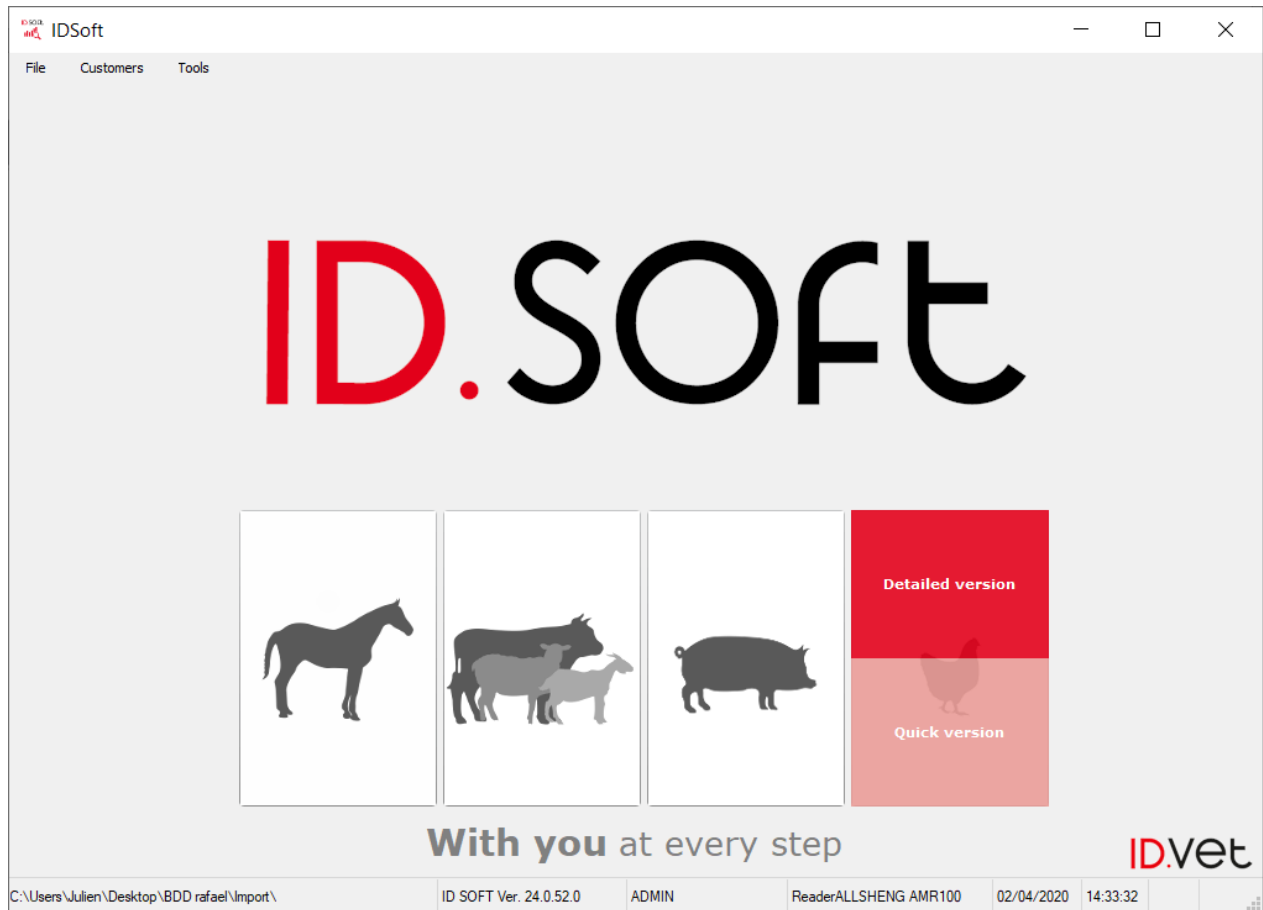 IDSoft
File Customers Tools
ID.SOFT
Detailed version
Quick version
With you at every step
ID.Vet
C:\Users\Julien\Desktop\BDD rafael\Import\ ID SOFT Ver. 24.0.52.0 ADMIN ReaderALLSHENG AMR100 02/04/2020 14:33:32